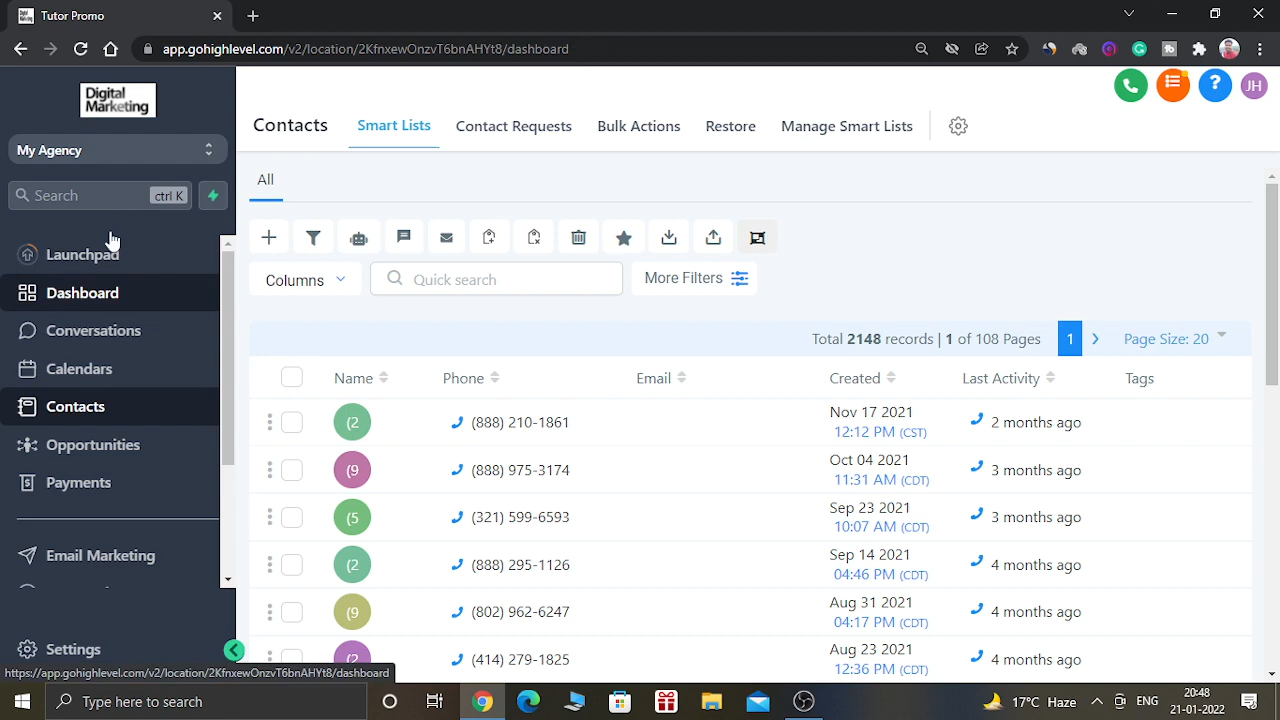 Digital Marketing
Tutor Promo
app.gohighlevel.com/v2/location/2KfnxewOnzvT6bnAHYt8/dashboard
Digital
Marketing
My Agency
Search ctrl K
Launchpad
Dashboard
Conversations
Calendars
Contacts
Opportunities
Payments
Email Marketing
Settings
JH
Contacts Smart Lists Contact Requests Bulk Actions Restore Manage Smart Lists
All
Columns Quick search More Filters
Total 2148 records | 1 of 108 Pages 1 Page Size: 20
Name Phone Email Created Last Activity Tags
(2 (888) 210-1861 Nov 17 2021 2 months ago
12:12 PM (CST)
(9 (888) 975-3174 Oct 04 2021 3 months ago
11:31 AM (CDT)
(5 (321) 599-6593 Sep 23 2021 3 months ago
10:07 AM (CDT)
(2 (888) 295-1126 Sep 14 2021 4 months ago
04:46 PM (CDT)
(9 (802) 962-6247 Aug 31 2021 4 months ago
04:17 PM (CDT)
(2 (414) 279-1825 Aug 23 2021 4 months ago
12:36 PM (CDT)
https://app.gohighlevel.com/v2/location/2KfnxewOnzvT6bnAHYt8/dashboard
Type here to search
17°C Haze ENG 20:48
21-01-2022